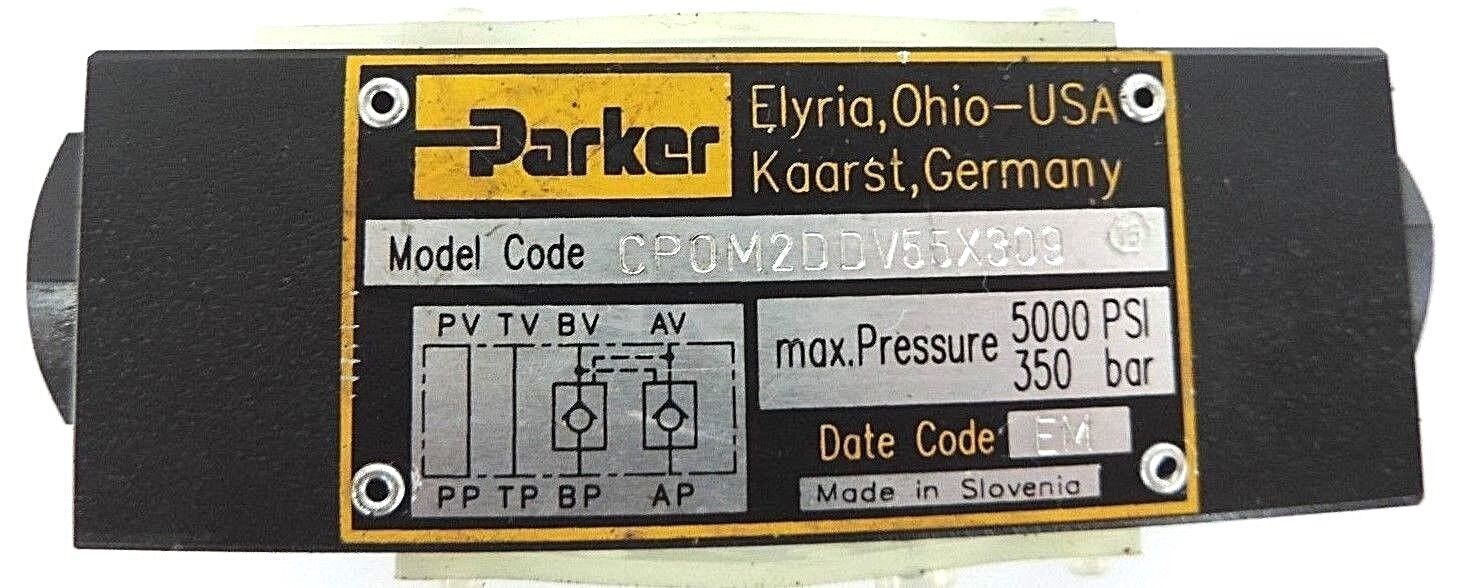 Parker
Elyria, Ohio-USA
Kaarst, Germany
Model Code CPOM2DDV55X309
PV TV BV AV
PP TP BP AP
max.Pressure 5000 PSI
350 bar
Date Code EM
Made in Slovenia